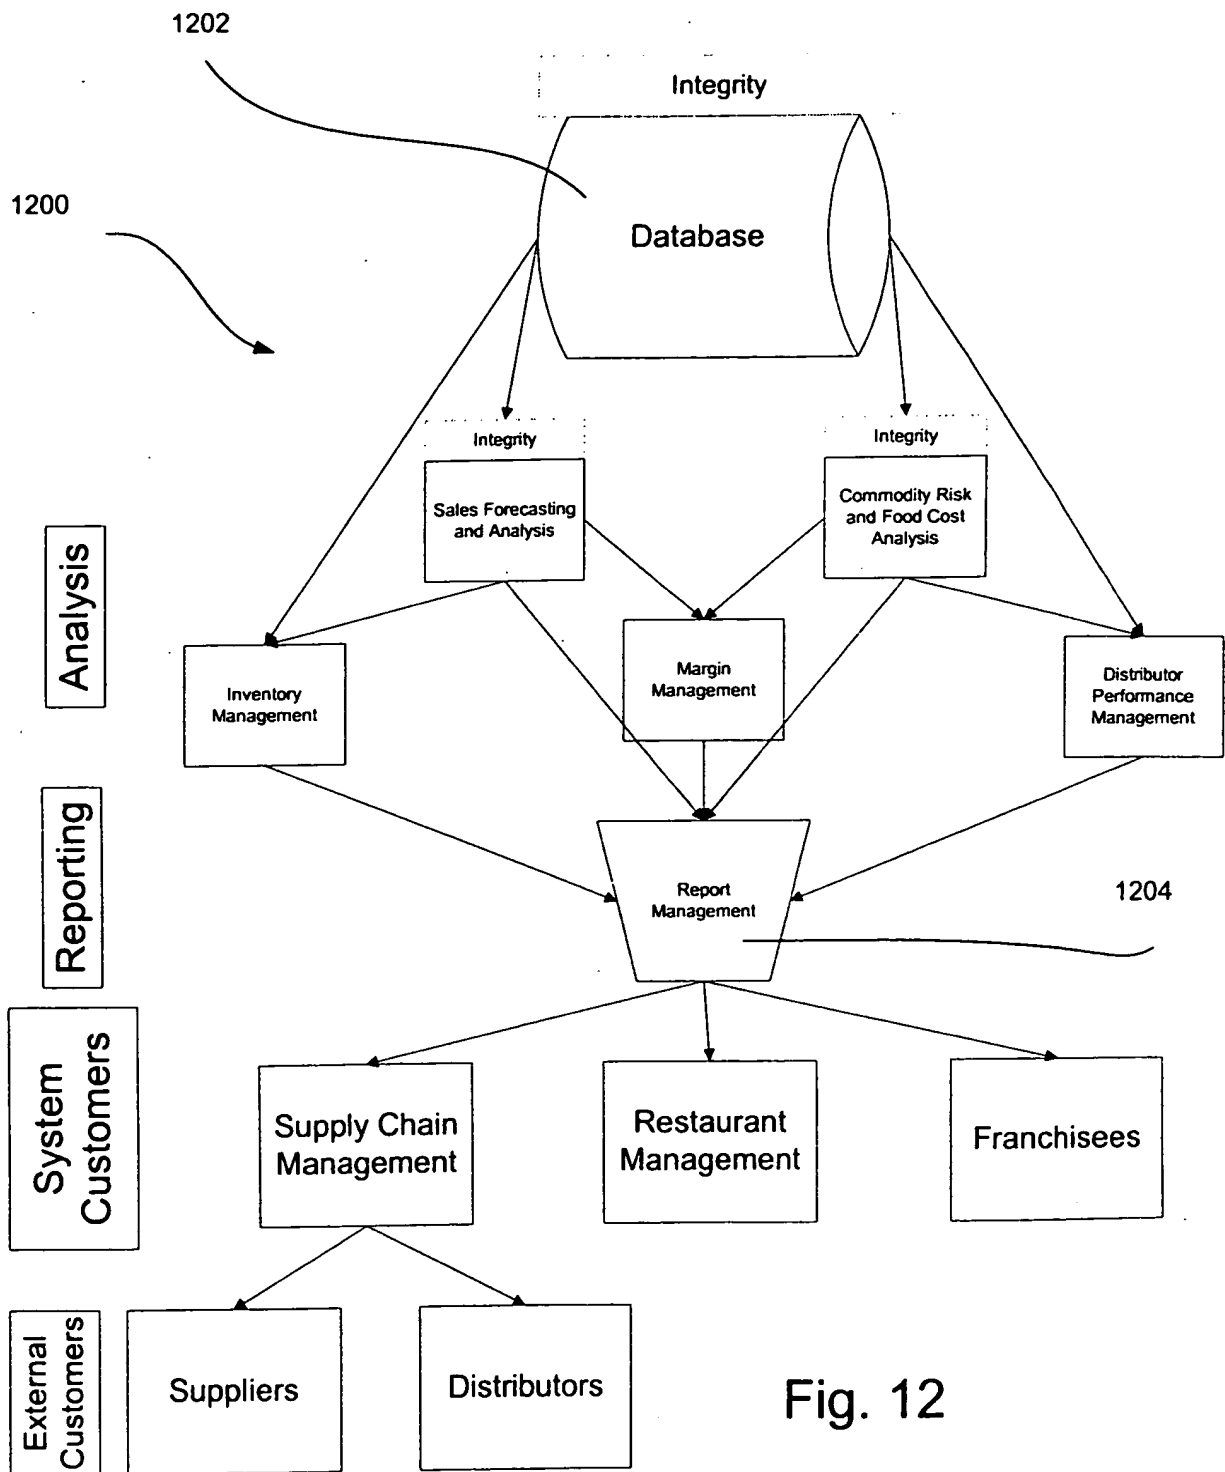 1202
Integrity
1200
Database
Integrity
Integrity
Sales Forecasting
and Analysis
Commodity Risk
and Food Cost
Analysis
Analysis
Inventory
Management
Margin
Management
Distributor
Performance
Management
Reporting
Report
Management
1204
System
Customers
Supply Chain
Management
Restaurant
Management
Franchisees
External
Customers
Suppliers
Distributors
Fig. 12